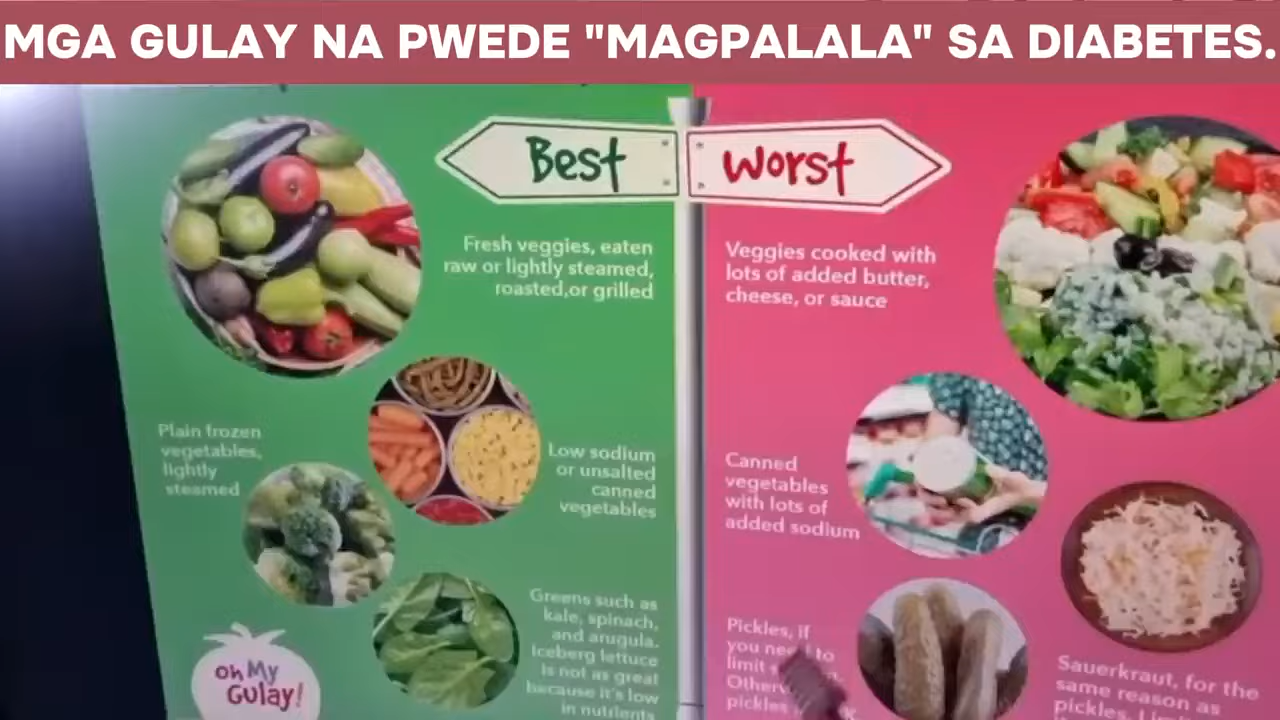 MGA GULAY NA PWEDE "MAGPALALA" SA DIABETES.
Best
Worst
Fresh veggies, eaten
raw or lightly steamed,
roasted,or grilled
Veggies cooked with
lots of added butter,
cheese, or sauce
Plain frozen
vegetables,
lightly
steamed
Low sodium
or unsalted
canned
vegetables
Canned
vegetables
with lots of
added sodium
Greens such as
kale, spinach,
and arugula.
Iceberg lettuce
is not as great
because it's low
in nutrients
Pickles, if
you need to
limit
pickles
Sauerkraut, for the
same reason as
pickles.
Oh My
Gulay!